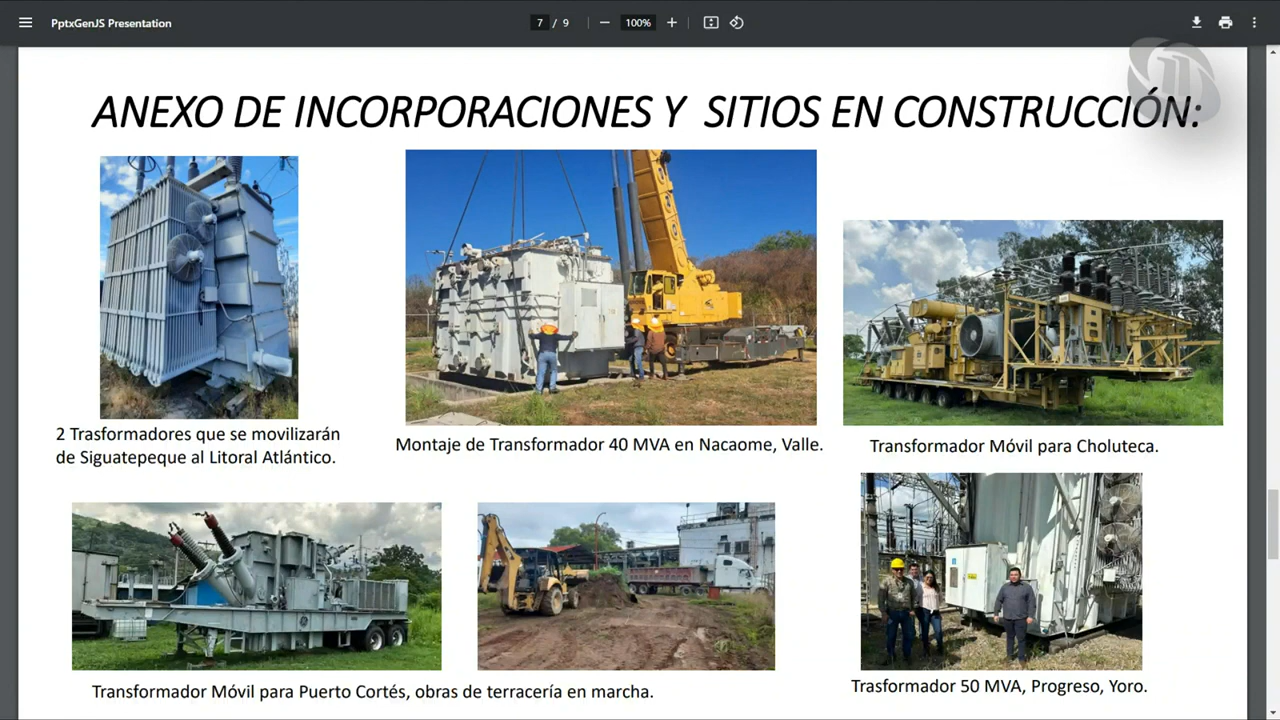 PptxGenJS Presentation
7 / 9
100%
ANEXO DE INCORPORACIONES Y SITIOS EN CONSTRUCCIÓN:
2 Trasformadores que se movilizarán
de Siguatepeque al Litoral Atlántico.
Montaje de Transformador 40 MVA en Nacaome, Valle.
Transformador Móvil para Choluteca.
Transformador Móvil para Puerto Cortés, obras de terracería en marcha.
Trasformador 50 MVA, Progreso, Yoro.